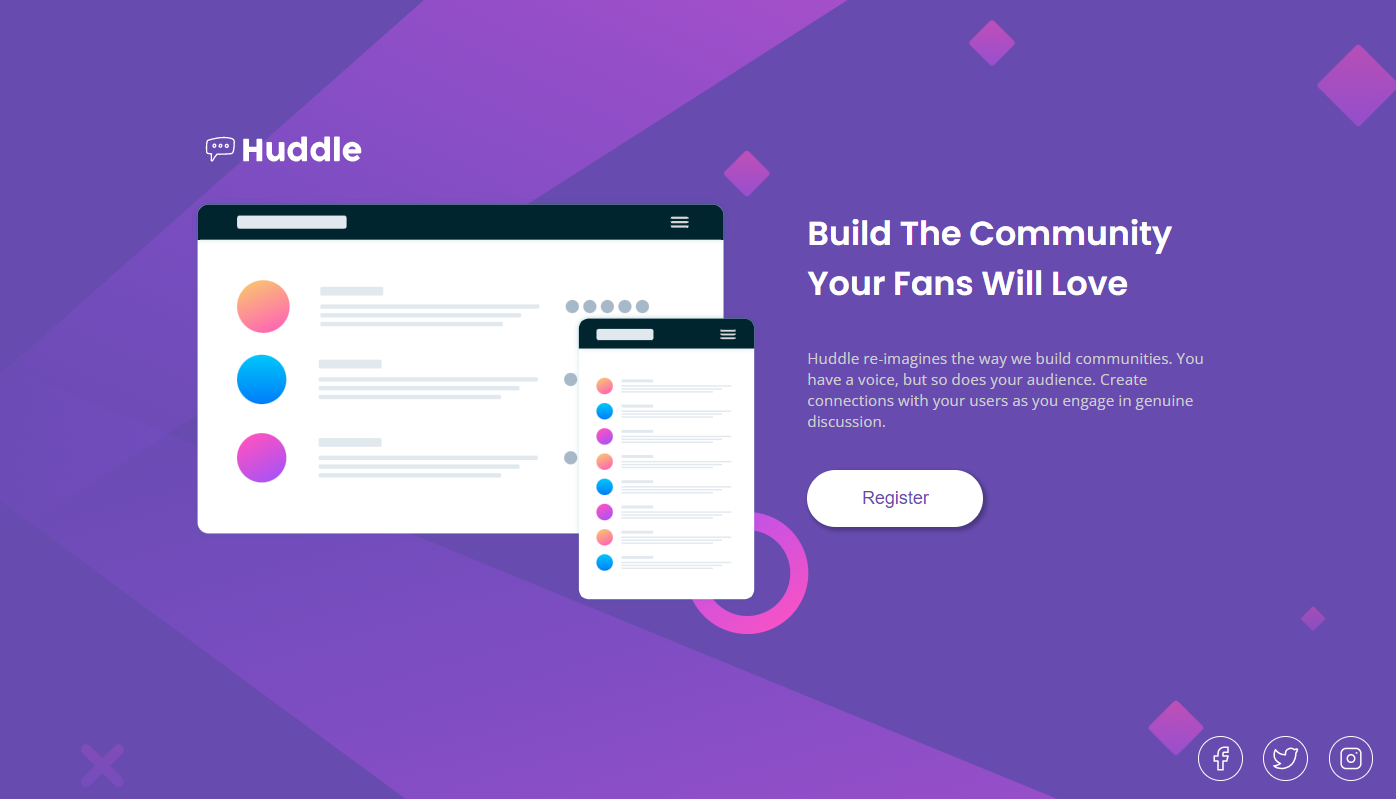 Huddle
Build The Community
Your Fans Will Love
Huddle re-imagines the way we build communities. You
have a voice, but so does your audience. Create
connections with your users as you engage in genuine
discussion.
Register